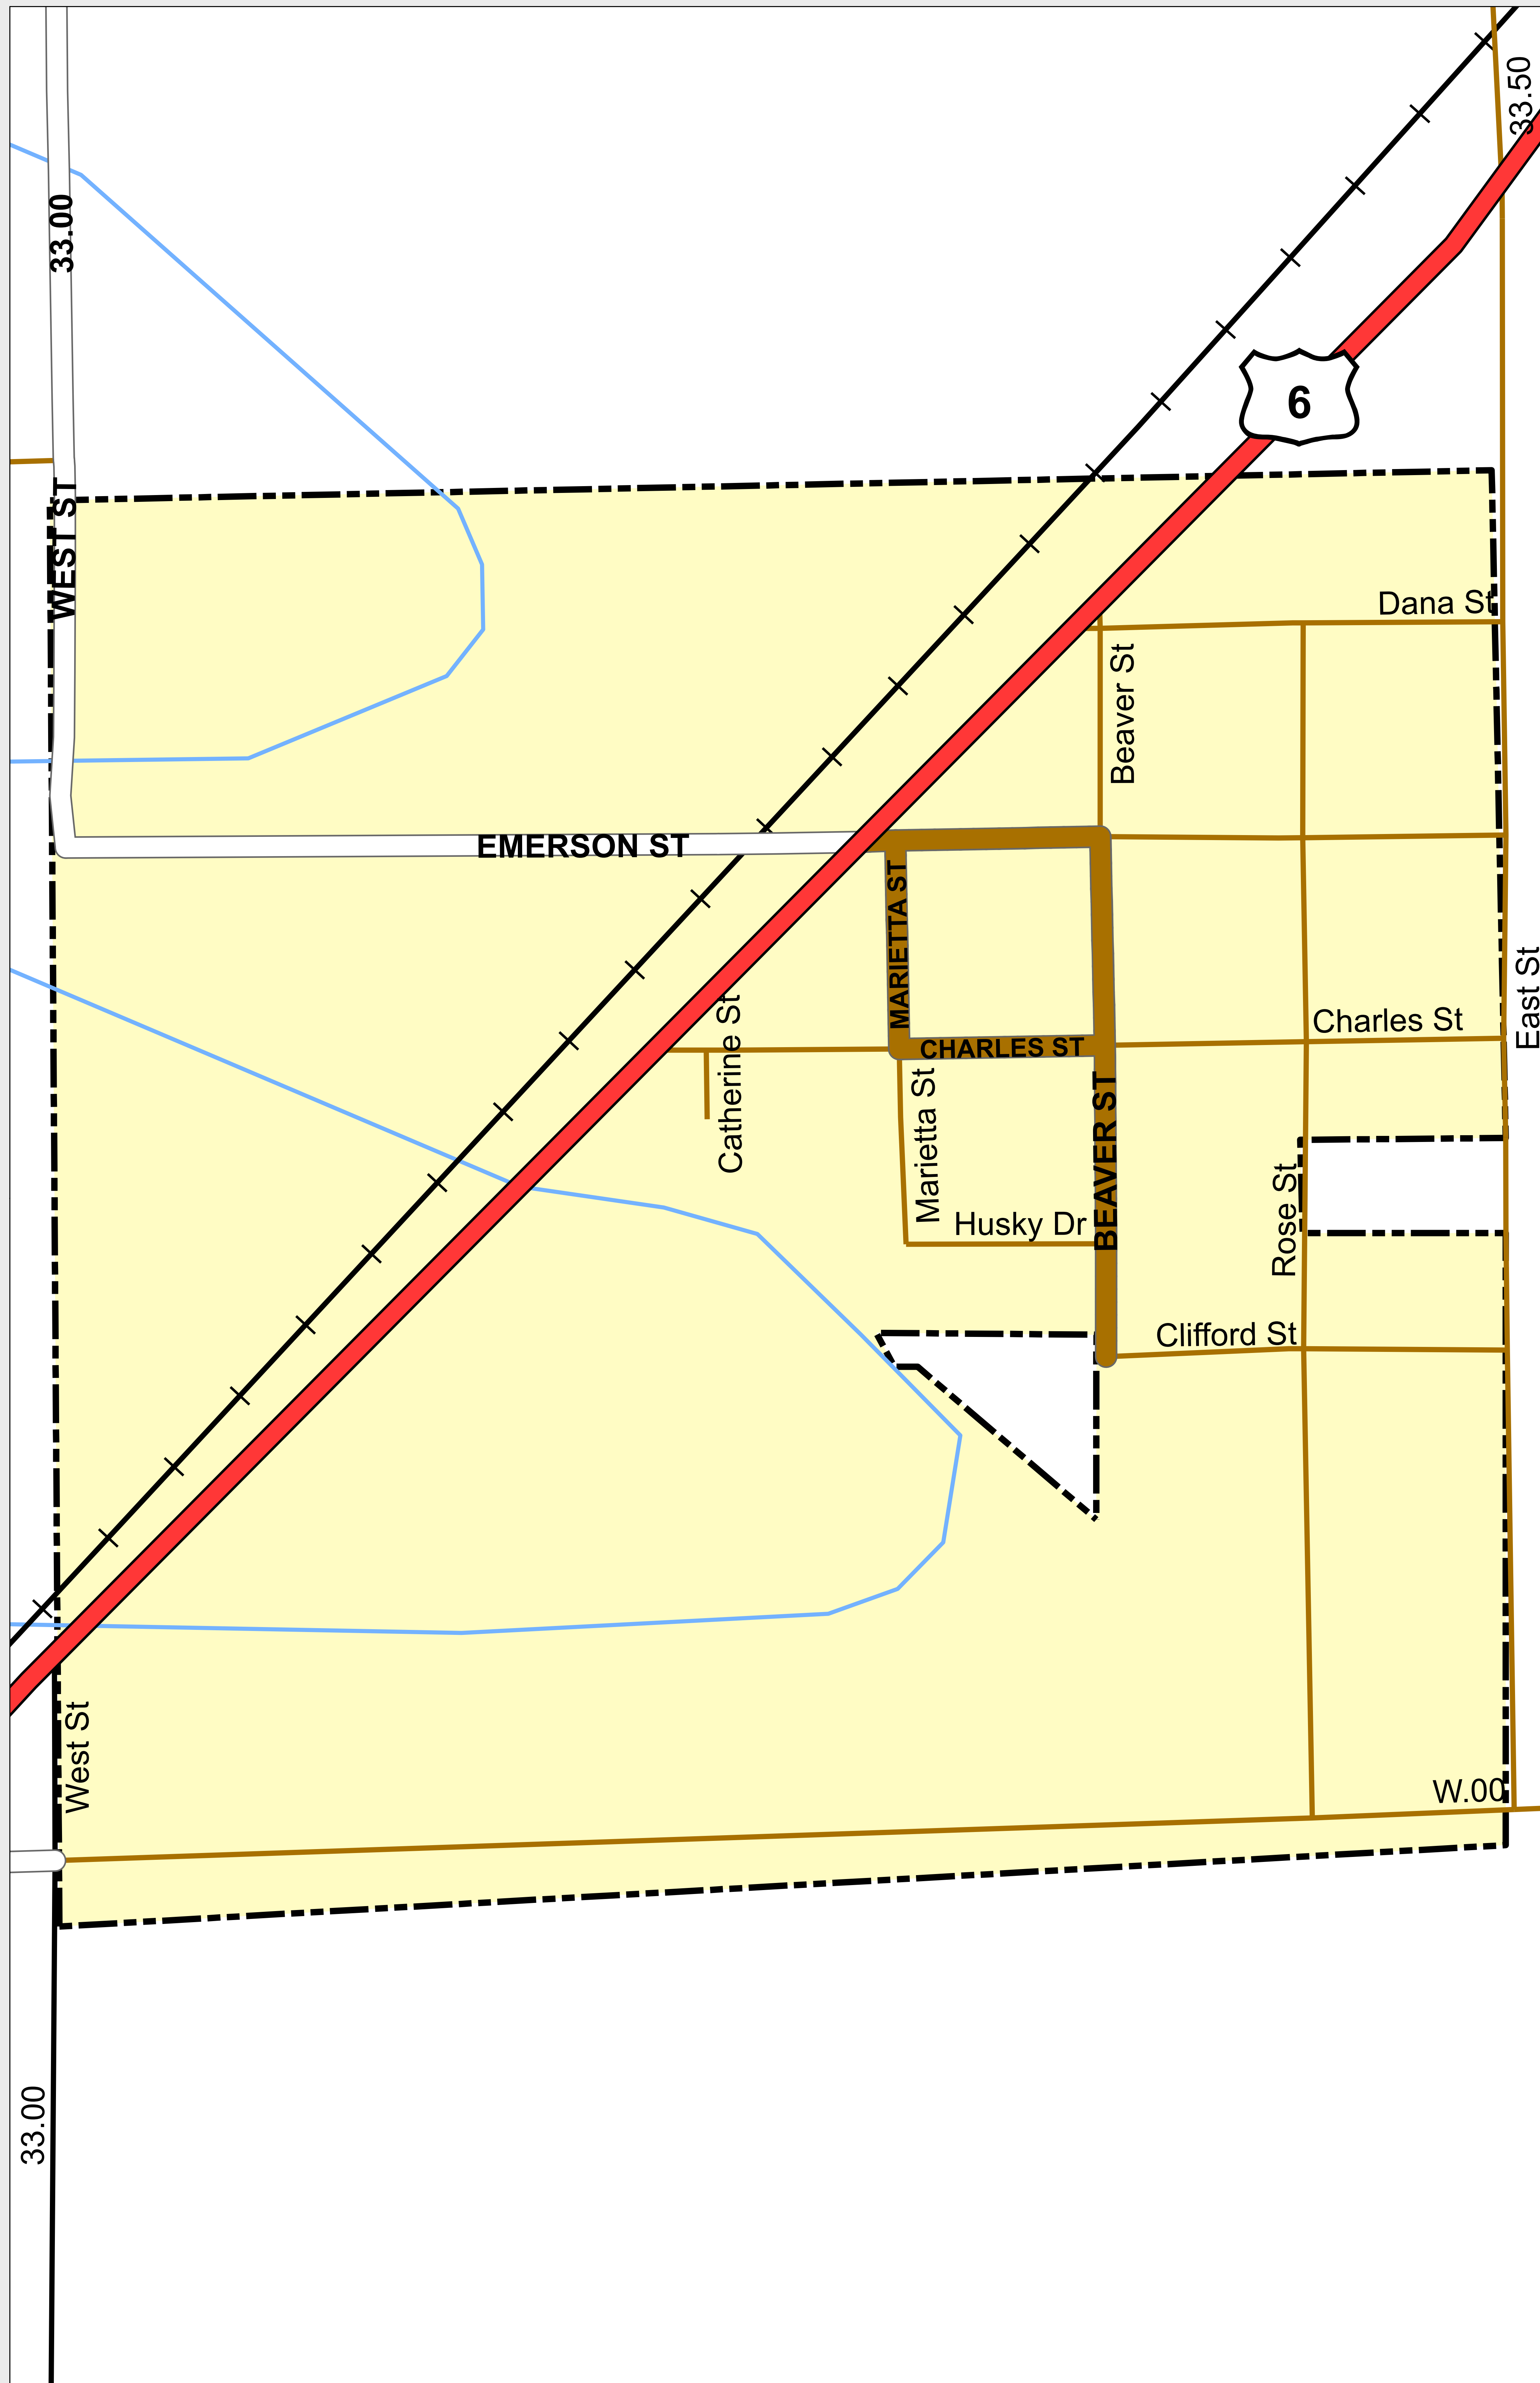 33.50
33.00
6
WEST ST
Dana St
Beaver St
EMERSON ST
MARIETTA ST
East St
Charles St
Catherine St
CHARLES ST
Marietta St
BEAVER ST
Rose St
Husky Dr
Clifford St
West St
W.00
33.00